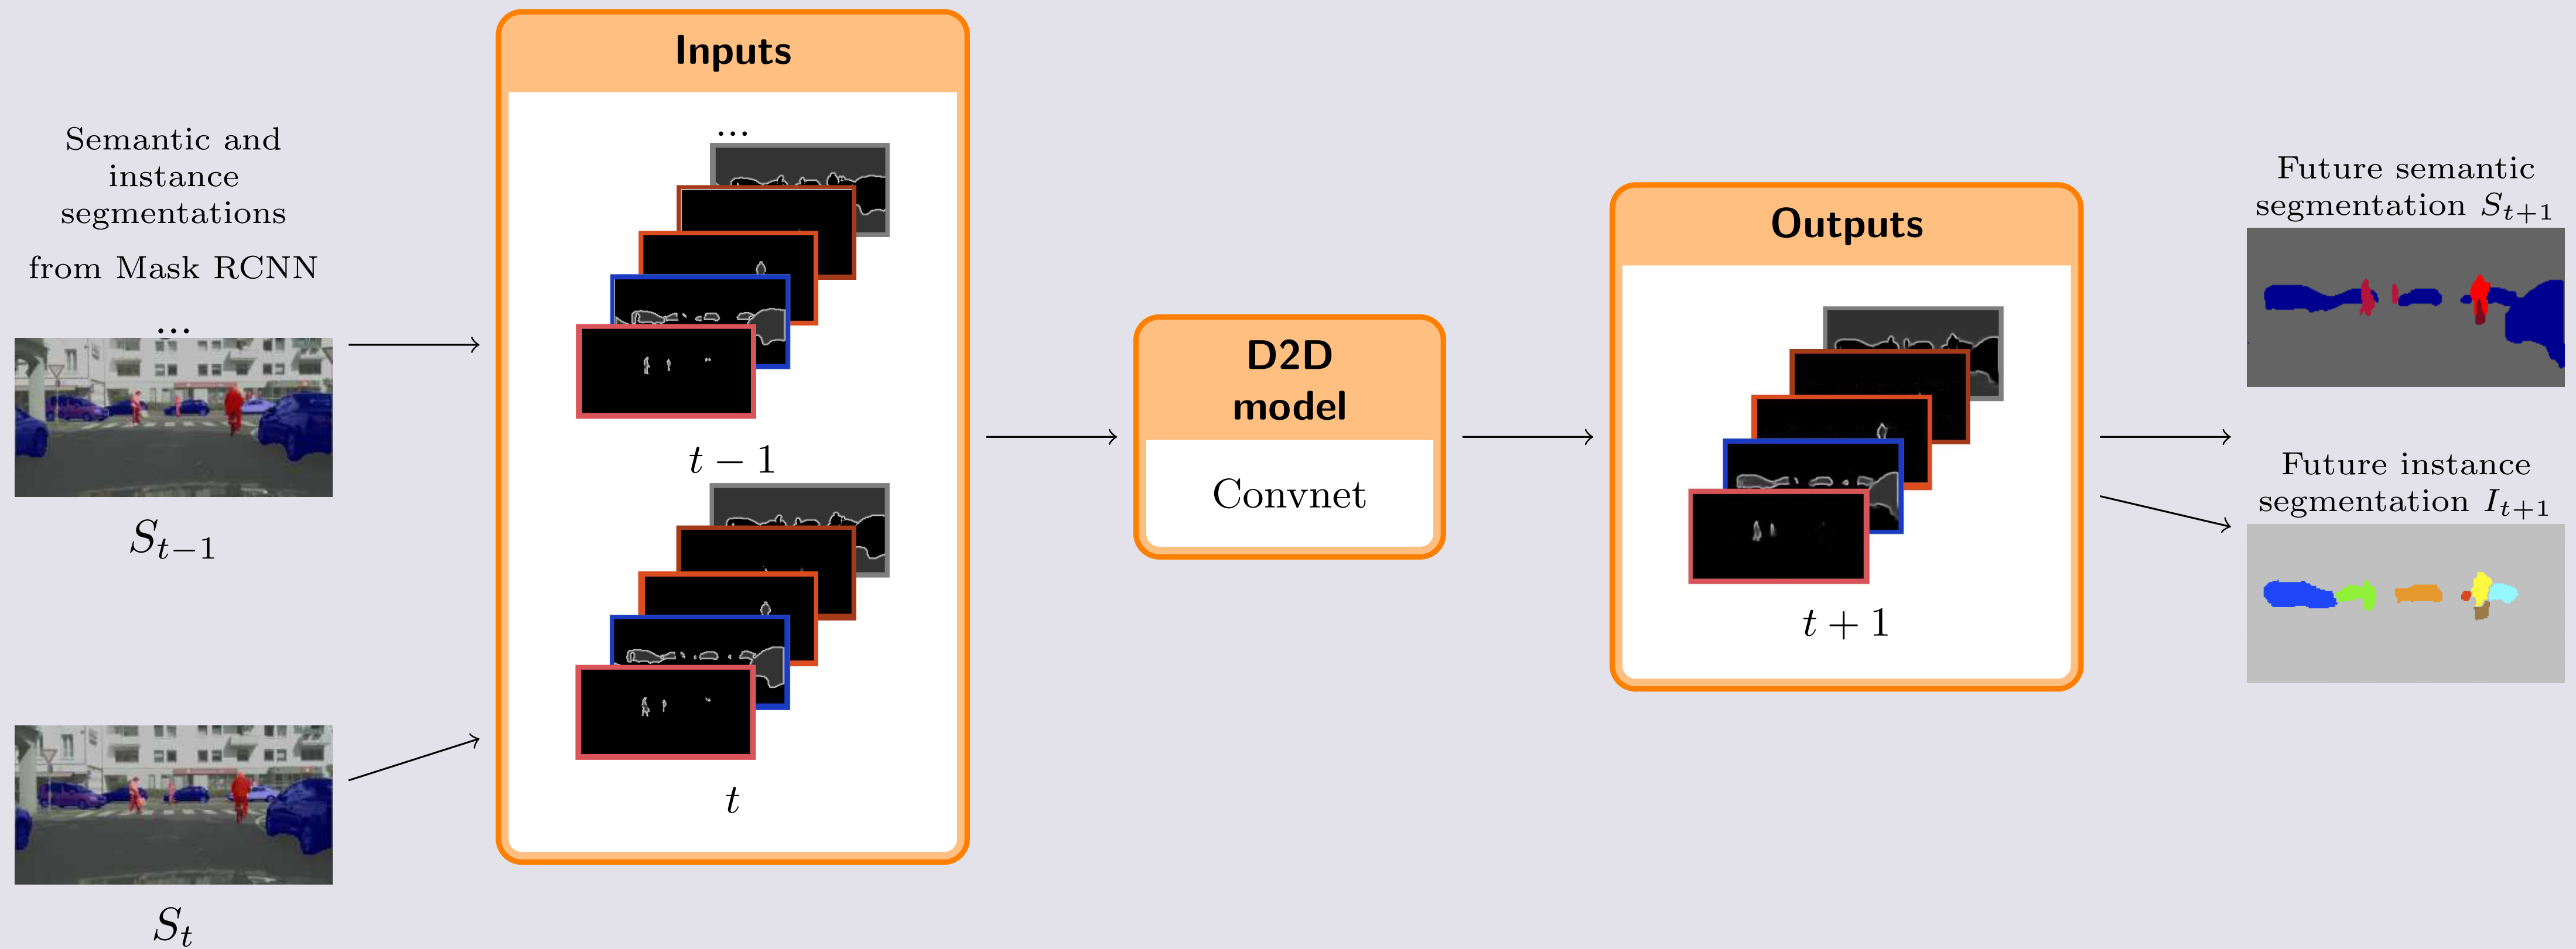 Semantic and
instance
segmentations
from Mask RCNN
...
S_{t-1}
S_t
Inputs
...
t − 1
t
D2D
model
Convnet
Outputs
t + 1
Future semantic
segmentation S_{t+1}
Future instance
segmentation I_{t+1}